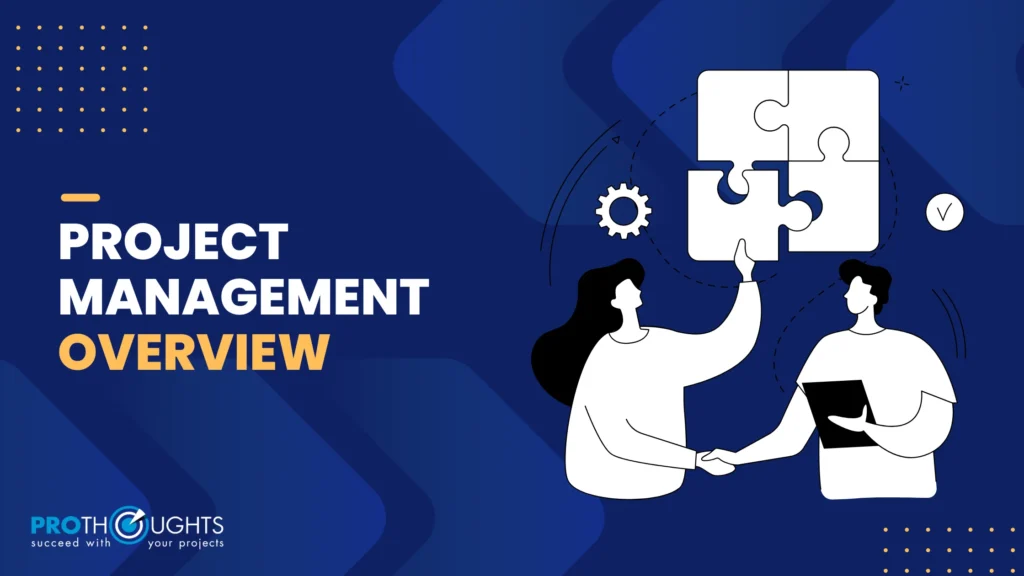 PROJECT
MANAGEMENT
OVERVIEW
PROTHOUGHTS
succeed with your projects